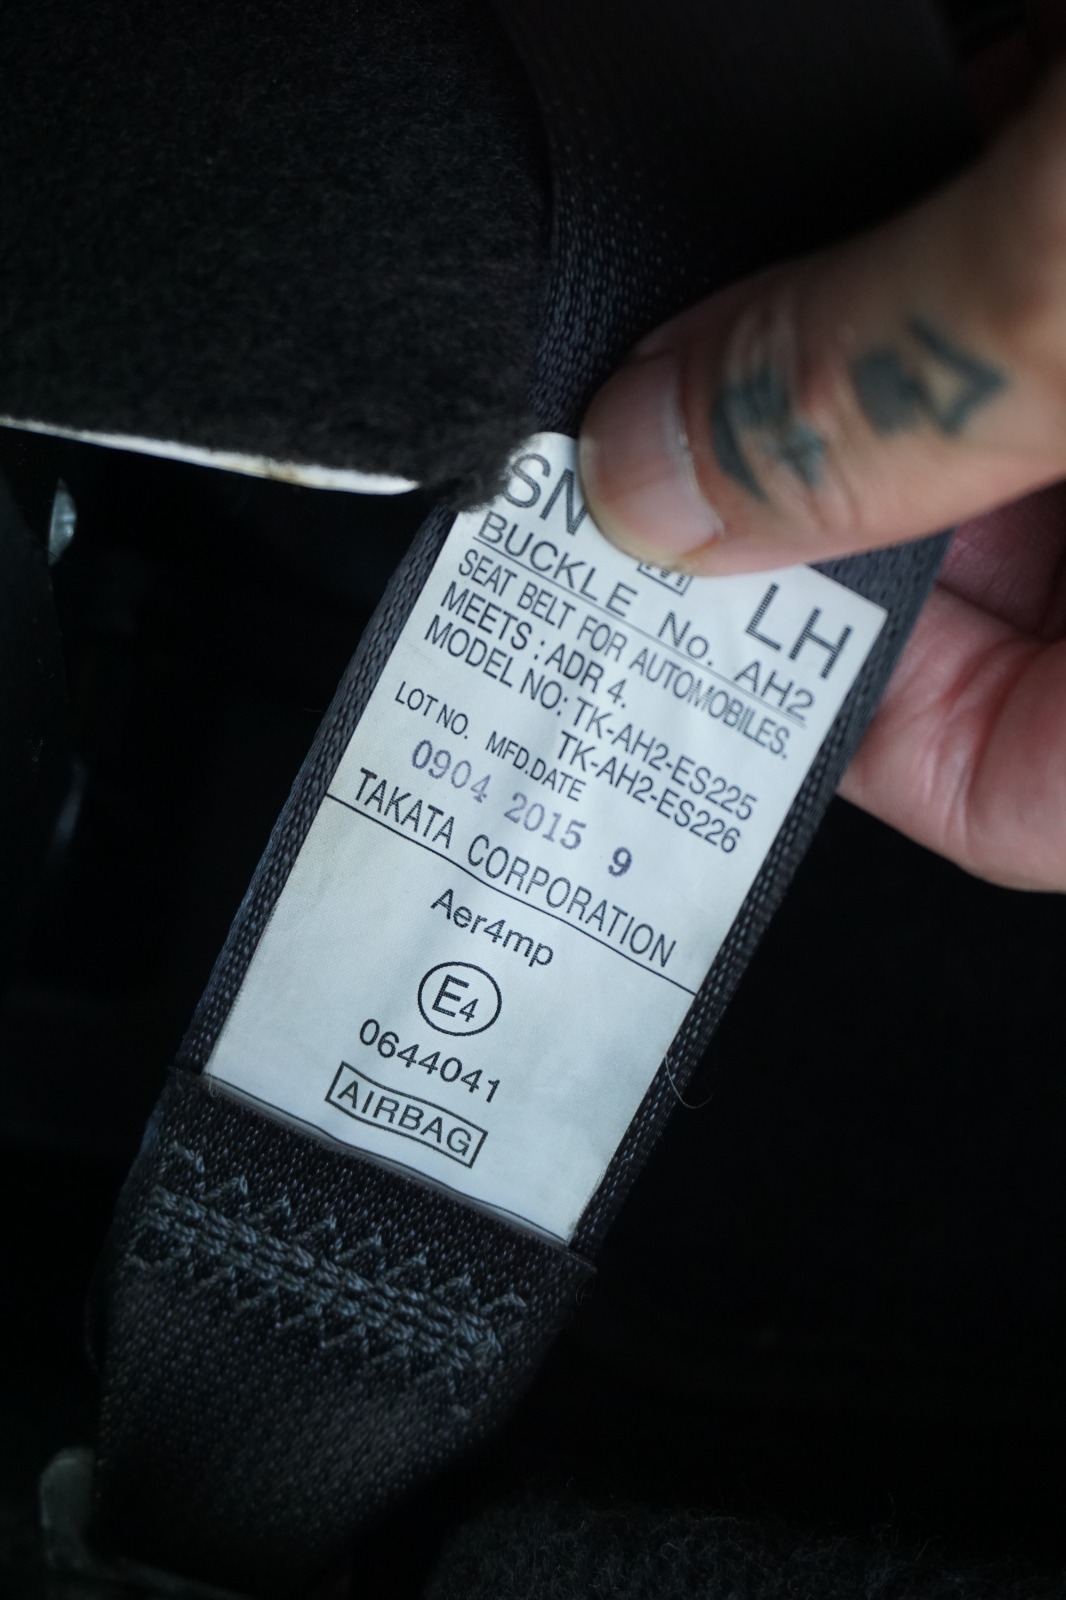 SN LH
BUCKLE No. AH2
SEAT BELT FOR AUTOMOBILES.
MEETS : ADR 4.
MODEL NO: TK-AH2-ES225
TK-AH2-ES226
LOT NO. MFD.DATE
0904 2015 9
TAKATA CORPORATION
Aer4mp
E4
0644041
AIRBAG